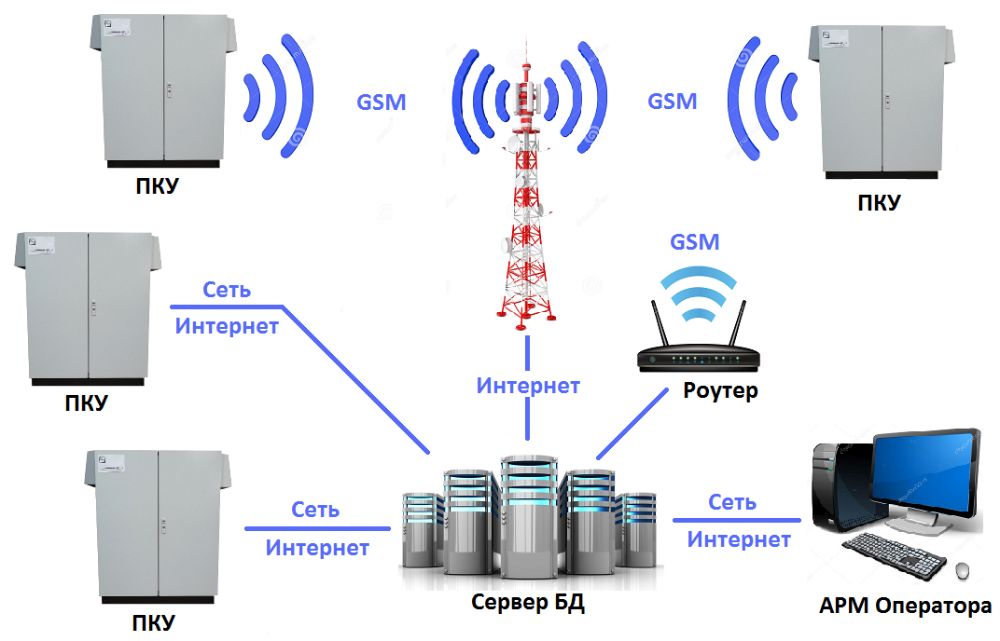 GSM
GSM
ПКУ
ПКУ
GSM
Сеть
Интернет
Интернет
Роутер
ПКУ
Сеть
Интернет
Сеть
Интернет
Сервер БД
АРМ Оператора
ПКУ